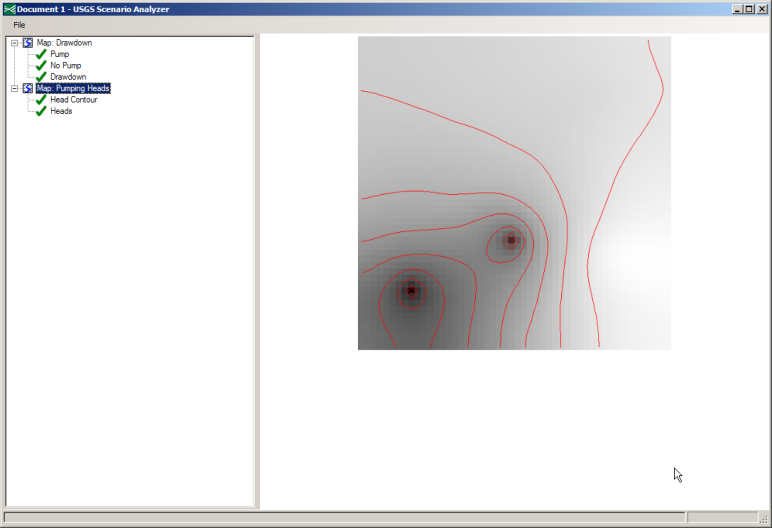 Document 1 - USGS Scenario Analyzer
File
Map: Drawdown
Pump
No Pump
Drawdown
Map: Pumping Heads
Head Contour
Heads